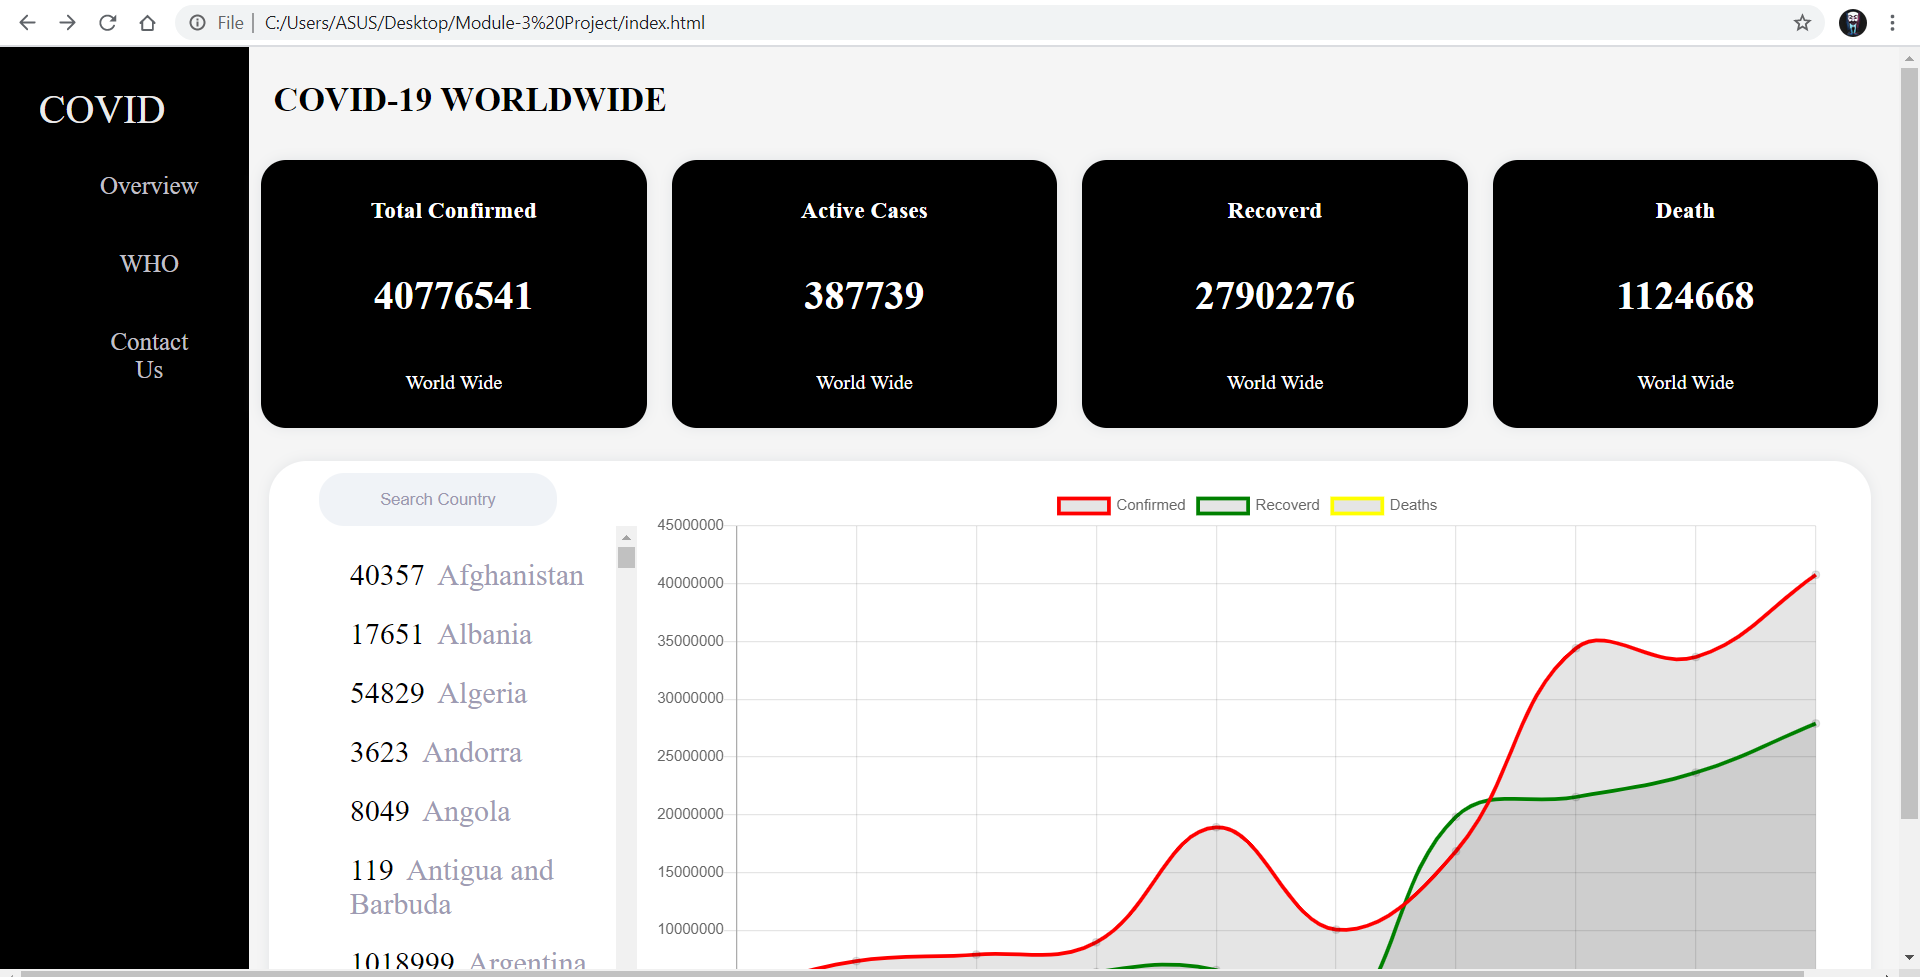 File | C:/Users/ASUS/Desktop/Module-3%20Project/index.html
COVID
Overview
WHO
Contact
Us
COVID-19 WORLDWIDE
Total Confirmed
40776541
World Wide
Active Cases
387739
World Wide
Recoverd
27902276
World Wide
Death
1124668
World Wide
Search Country
40357 Afghanistan
17651 Albania
54829 Algeria
3623 Andorra
8049 Angola
119 Antigua and
Barbuda
1018999 Argentina
Confirmed Recoverd Deaths
45000000
40000000
35000000
30000000
25000000
20000000
15000000
10000000